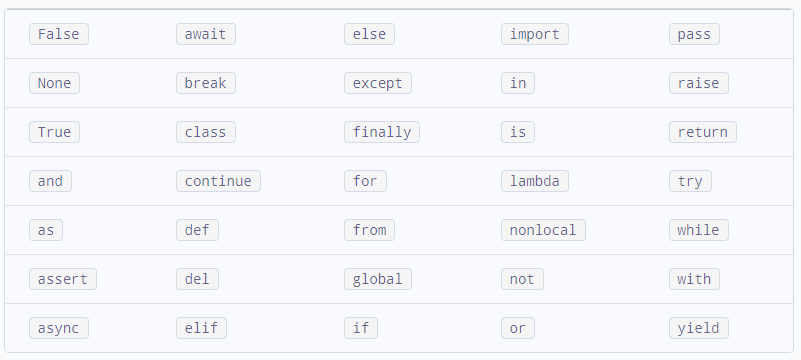 False await else import pass
None break except in raise
True class finally is return
and continue for lambda try
as def from nonlocal while
assert del global not with
async elif if or yield